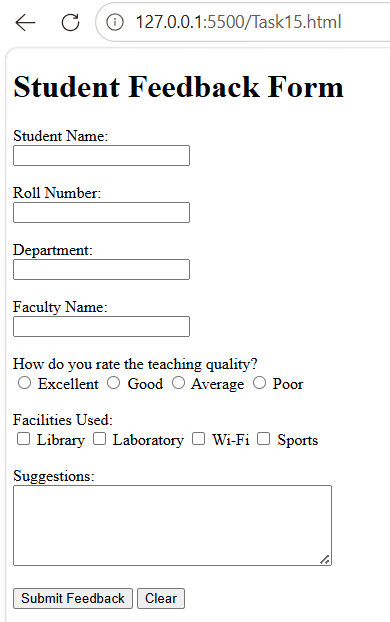 127.0.0.1:5500/Task15.html
Student Feedback Form
Student Name:
Roll Number:
Department:
Faculty Name:
How do you rate the teaching quality?
Excellent Good Average Poor
Facilities Used:
Library Laboratory Wi-Fi Sports
Suggestions:
Submit Feedback Clear